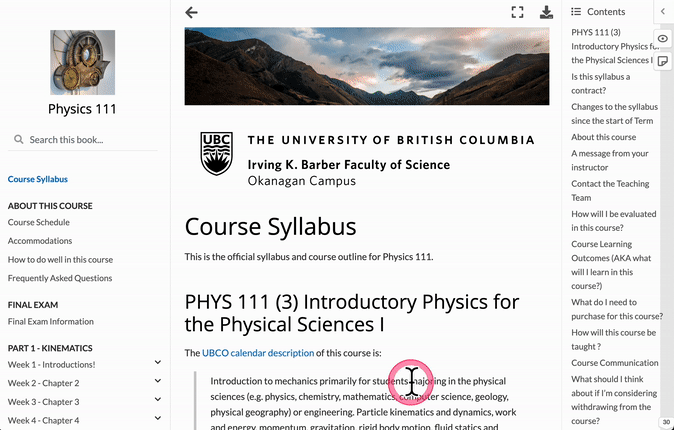 Physics 111
Search this book...
Course Syllabus
ABOUT THIS COURSE
Course Schedule
Accommodations
How to do well in this course
Frequently Asked Questions
FINAL EXAM
Final Exam Information
PART 1 - KINEMATICS
Week 1 - Introductions!
Week 2 - Chapter 2
Week 3 - Chapter 3
Week 4 - Chapter 4
UBC
THE UNIVERSITY OF BRITISH COLUMBIA
Irving K. Barber Faculty of Science
Okanagan Campus
Course Syllabus
This is the official syllabus and course outline for Physics 111.
PHYS 111 (3) Introductory Physics for
the Physical Sciences I
The UBCO calendar description of this course is:
Introduction to mechanics primarily for students majoring in the physical
sciences (e.g. physics, chemistry, mathematics, computer science, geology,
physical geography) or engineering. Particle kinematics and dynamics, work
and energy, momentum, gravitation, rigid body motion, fluid statics and
Contents
PHYS 111 (3)
Introductory Physics for
the Physical Sciences I
Is this syllabus a
contract?
Changes to the syllabus
since the start of Term
About this course
A message from your
instructor
Contact the Teaching
Team
How will I be evaluated
in this course?
Course Learning
Outcomes (AKA what
will I learn in this
course?)
What do I need to
purchase for this course?
How will this course be
taught ?
Course Communication
What should I think
about if I'm considering
withdrawing from the
course?
30